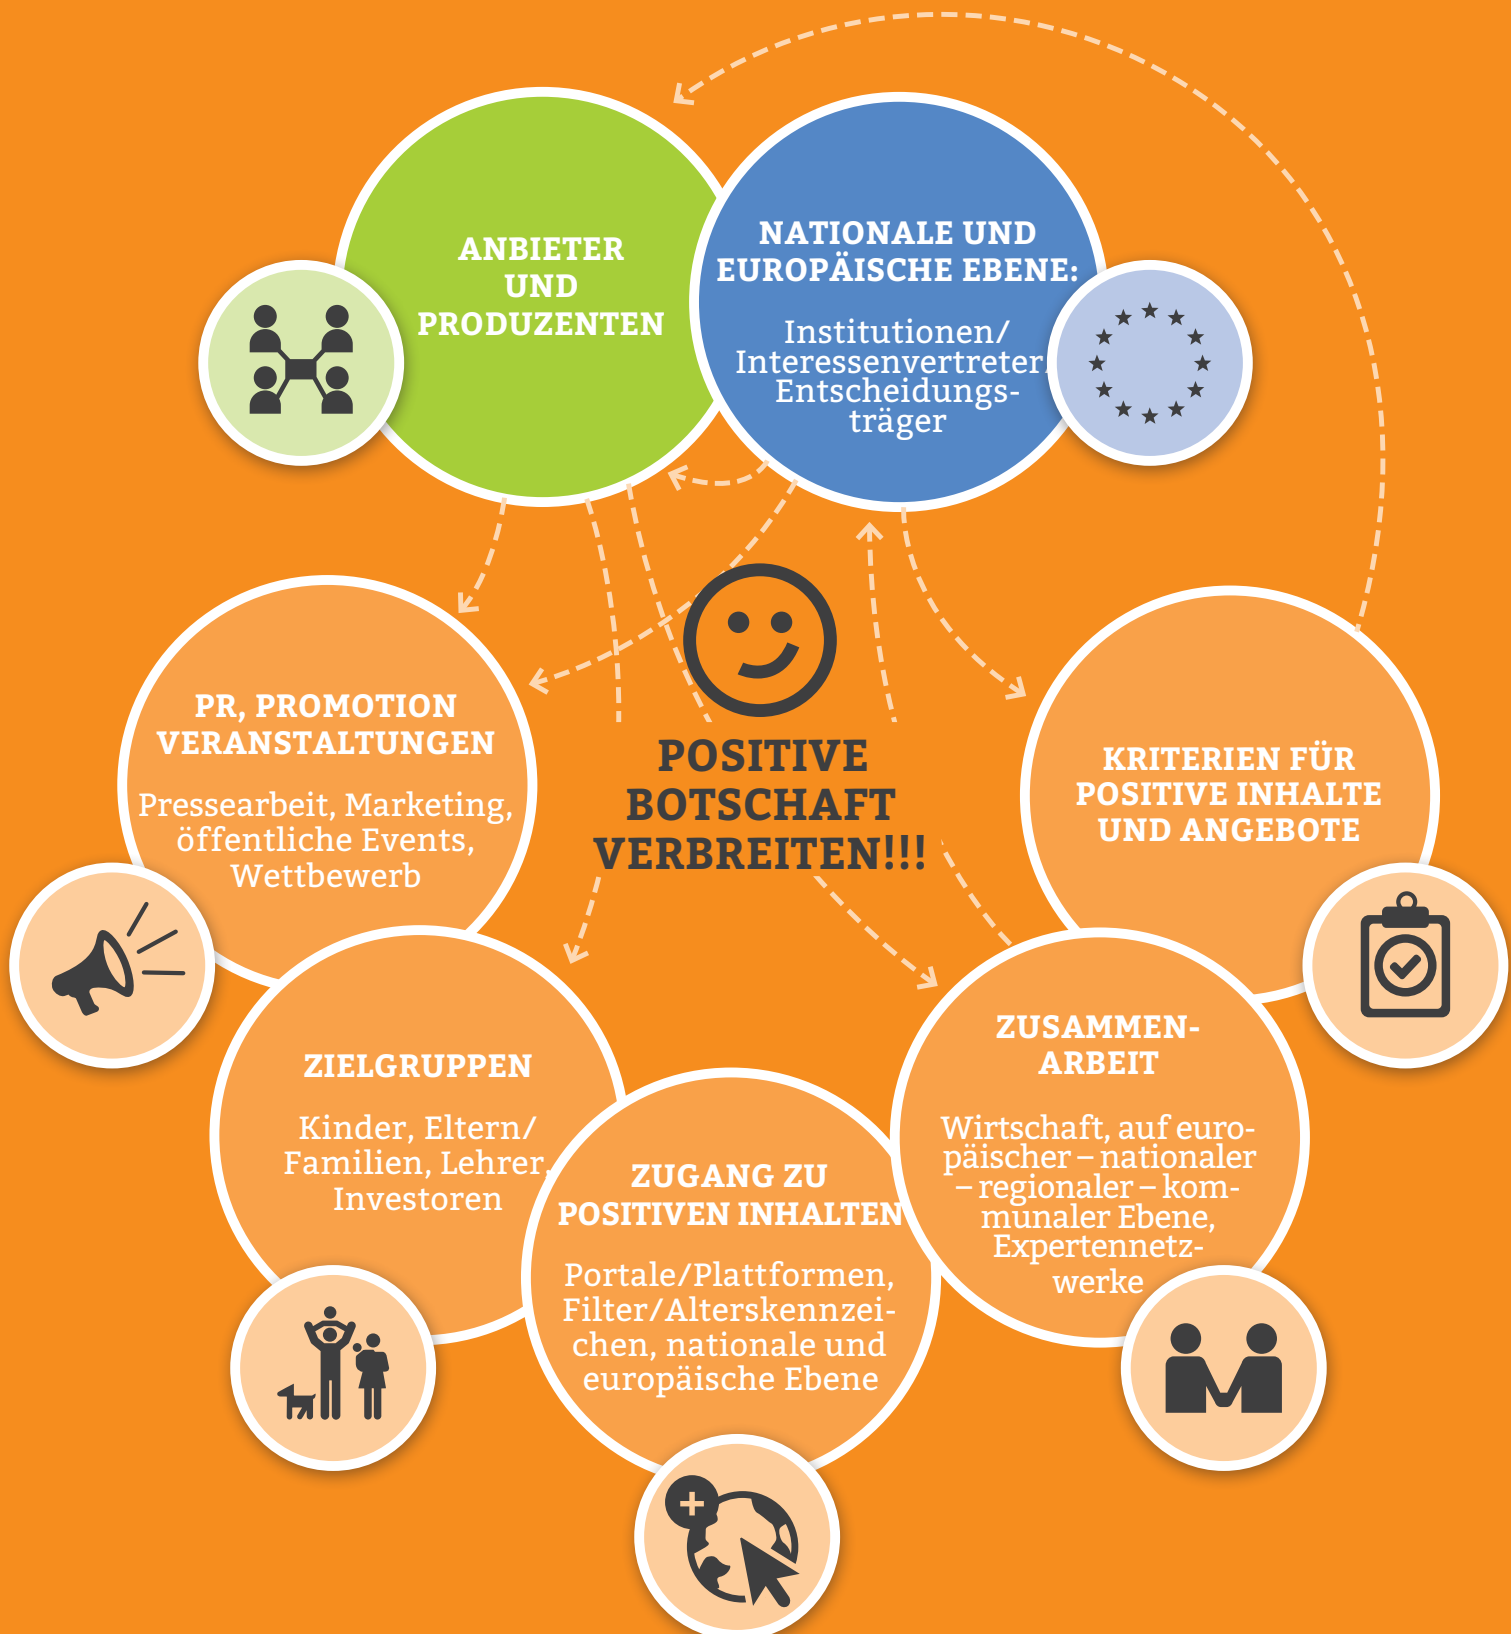 ANBIETER
UND
PRODUZENTEN
NATIONALE UND
EUROPÄISCHE EBENE:
Institutionen/
Interessenvertreter/
Entscheidungs-
träger
PR, PROMOTION
VERANSTALTUNGEN
Pressearbeit, Marketing,
öffentliche Events,
Wettbewerb
POSITIVE
BOTSCHAFT
VERBREITEN!!!
KRITERIEN FÜR
POSITIVE INHALTE
UND ANGEBOTE
ZIELGRUPPEN
Kinder, Eltern/
Familien, Lehrer,
Investoren
ZUGANG ZU
POSITIVEN INHALTEN
Portale/Plattformen,
Filter/Alterskennzei-
chen, nationale und
europäische Ebene
ZUSAMMEN-
ARBEIT
Wirtschaft, auf euro-
päischer – nationaler
– regionaler – kom-
munaler Ebene,
Expertennetz-
werke